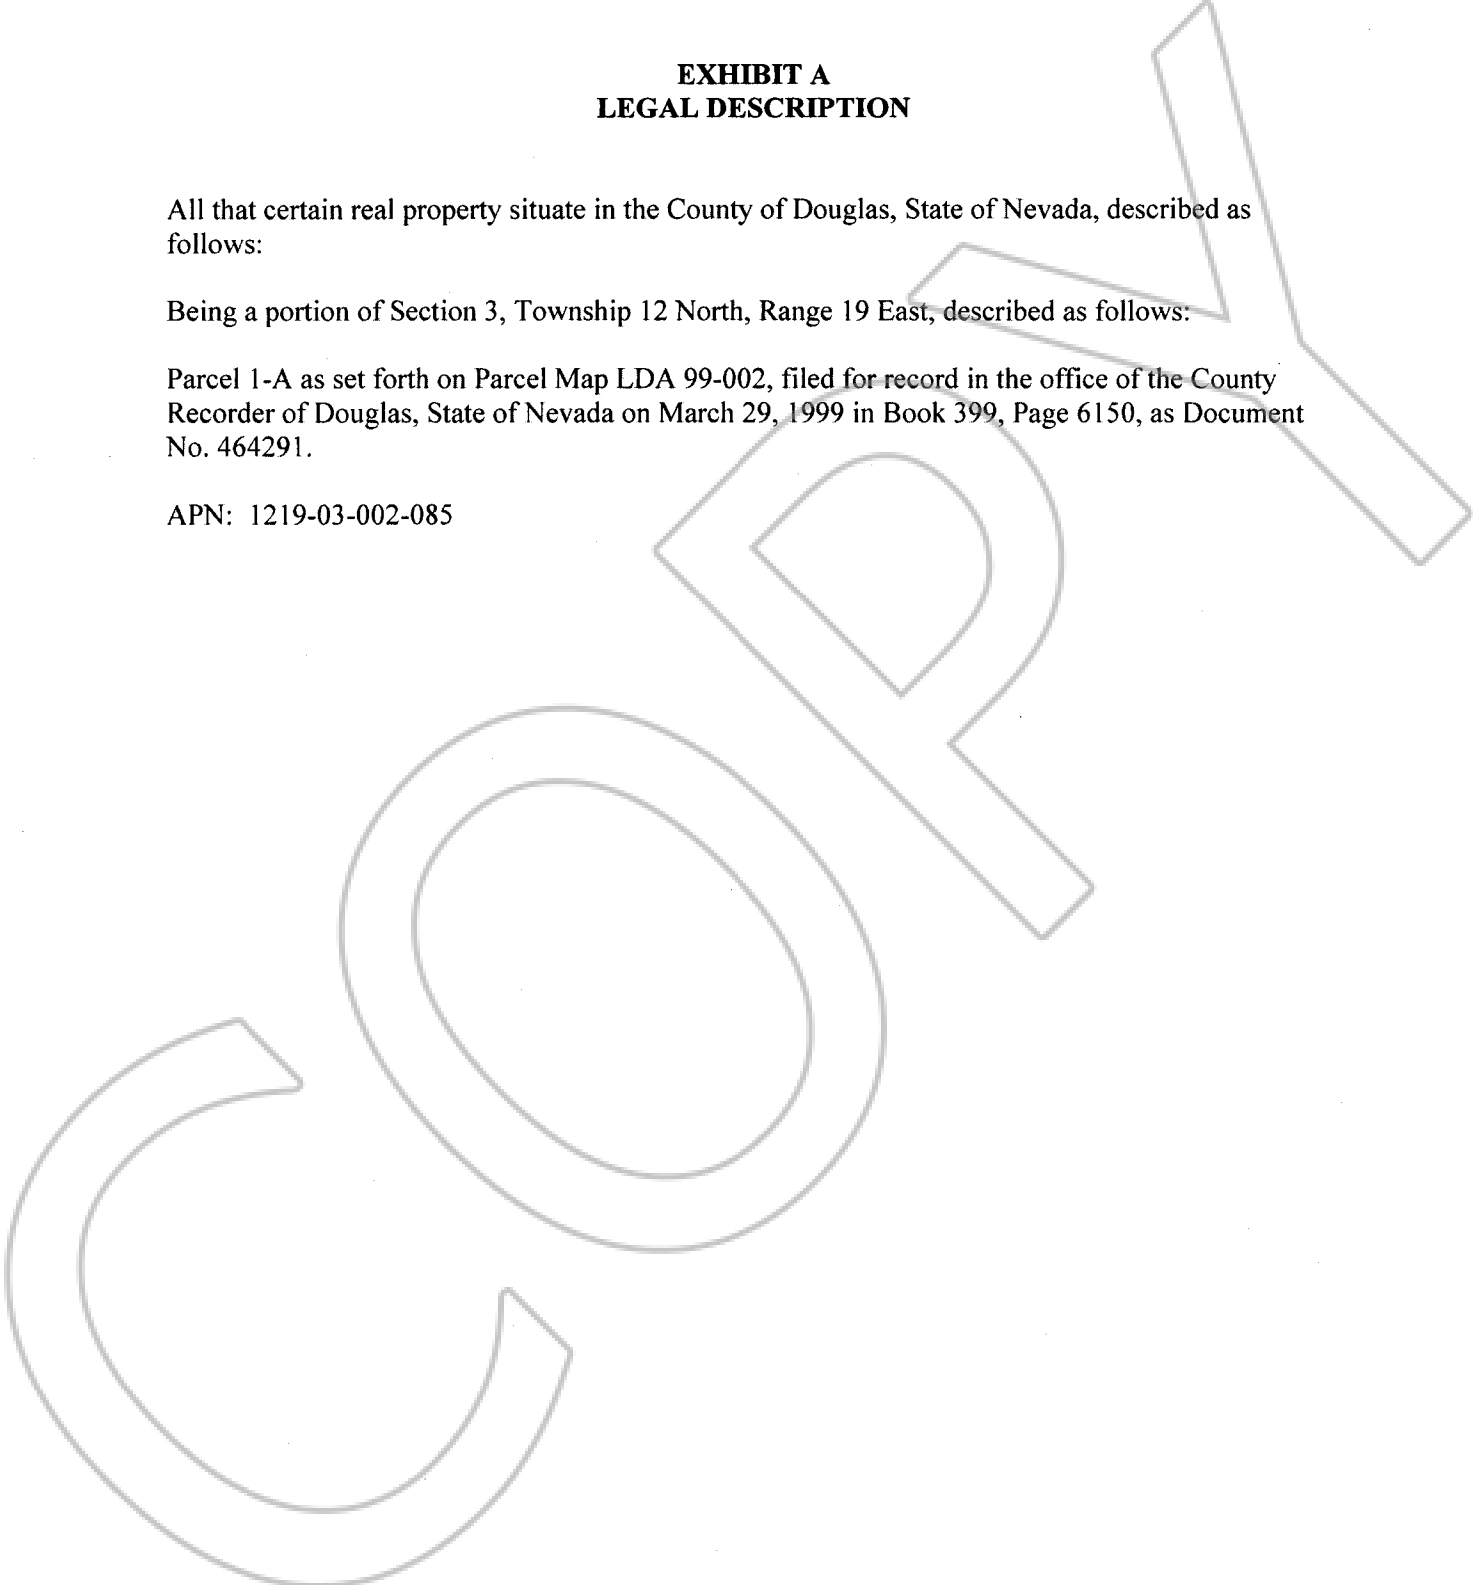 EXHIBIT A
LEGAL DESCRIPTION
All that certain real property situate in the County of Douglas, State of Nevada, described as
follows:
Being a portion of Section 3, Township 12 North, Range 19 East, described as follows:
Parcel 1-A as set forth on Parcel Map LDA 99-002, filed for record in the office of the County
Recorder of Douglas, State of Nevada on March 29, 1999 in Book 399, Page 6150, as Document
No. 464291.
APN: 1219-03-002-085
COPY